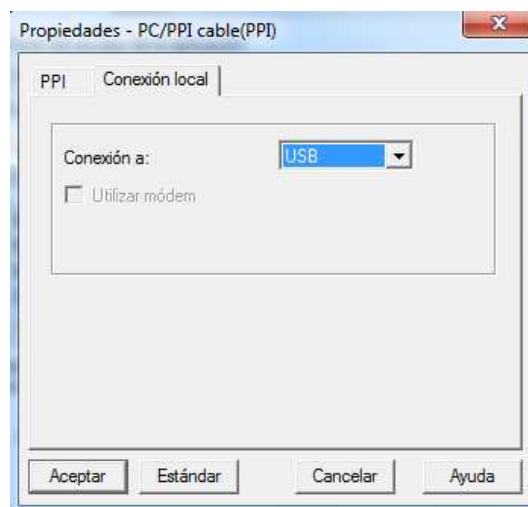 Propiedades - PC/PPI cable(PPI)
PPI Conexión local
Conexión a: USB
Utilizar módem
Aceptar Estándar Cancelar Ayuda